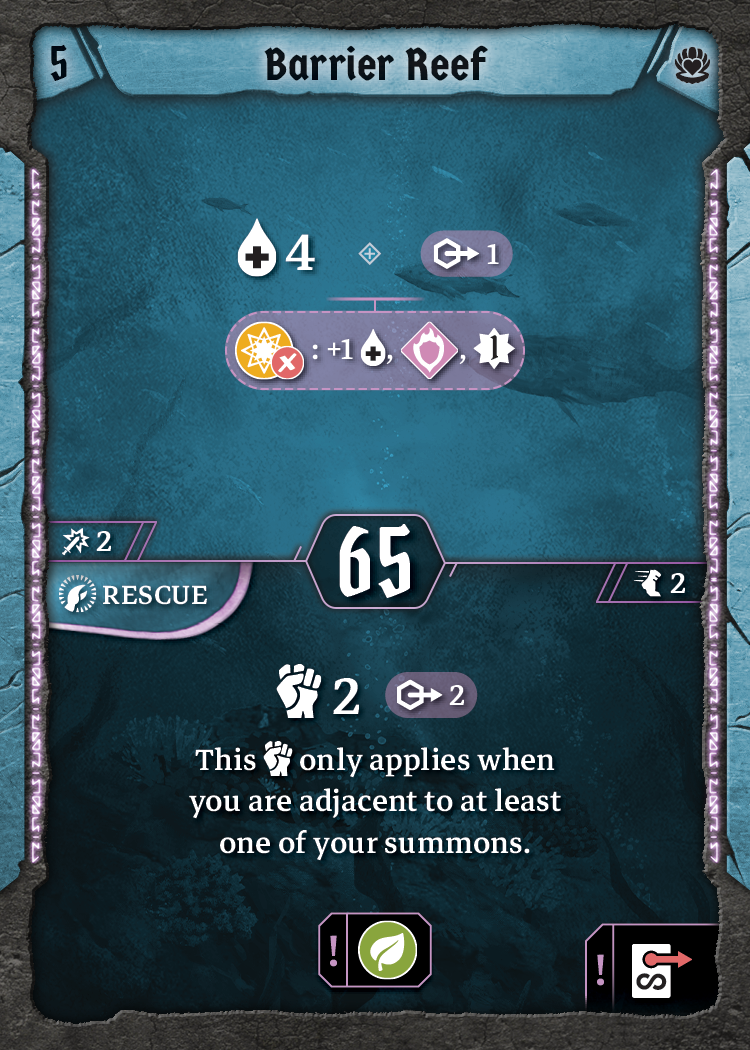 5
Barrier Reef
4
1
: +1 , , 1
2
65
RESCUE
2
2
2
This only applies when
you are adjacent to at least
one of your summons.
!
!